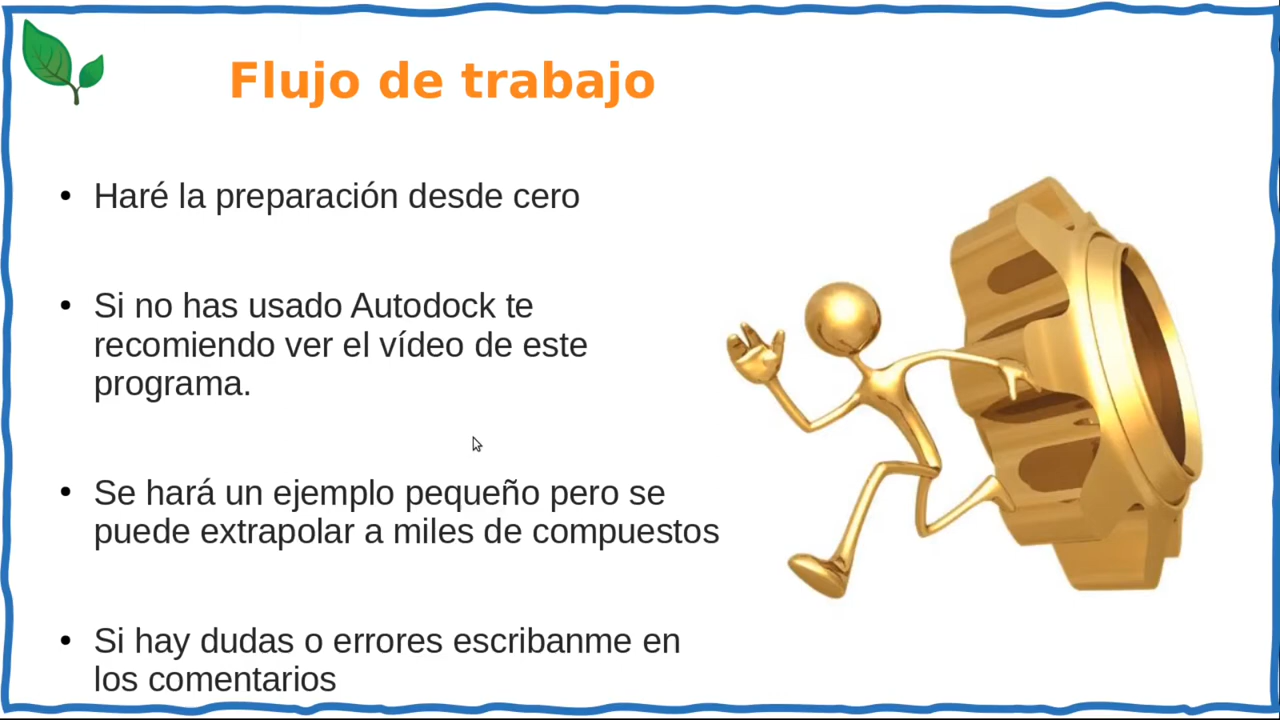 Flujo de trabajo
• Haré la preparación desde cero
• Si no has usado Autodock te
recomiendo ver el vídeo de este
programa.
• Se hará un ejemplo pequeño pero se
puede extrapolar a miles de compuestos
• Si hay dudas o errores escribanme en
los comentarios